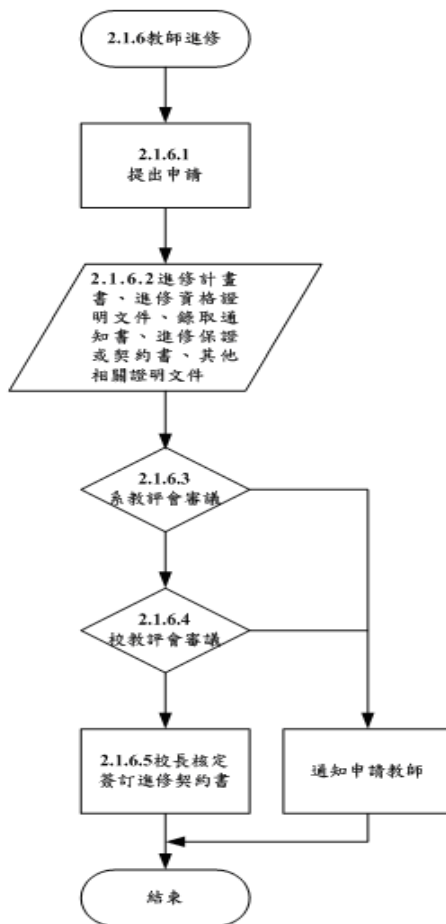 2.1.6教師進修
2.1.6.1
提出申請
2.1.6.2進修計畫
書、進修資格證
明文件、錄取通
知書、進修保證
或契約書、其他
相關證明文件
2.1.6.3
系教評會審議
2.1.6.4
校教評會審議
2.1.6.5校長核定
簽訂進修契約書
通知申請教師
結束